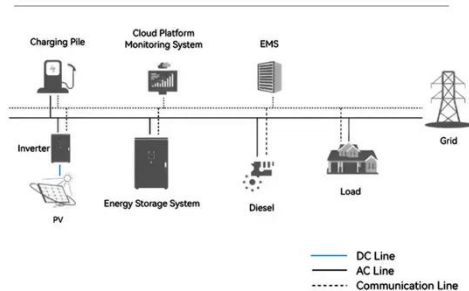 Charging Pile
Cloud Platform
Monitoring System
EMS
Grid
Inverter
PV
Energy Storage System
Diesel
Load
DC Line
AC Line
Communication Line